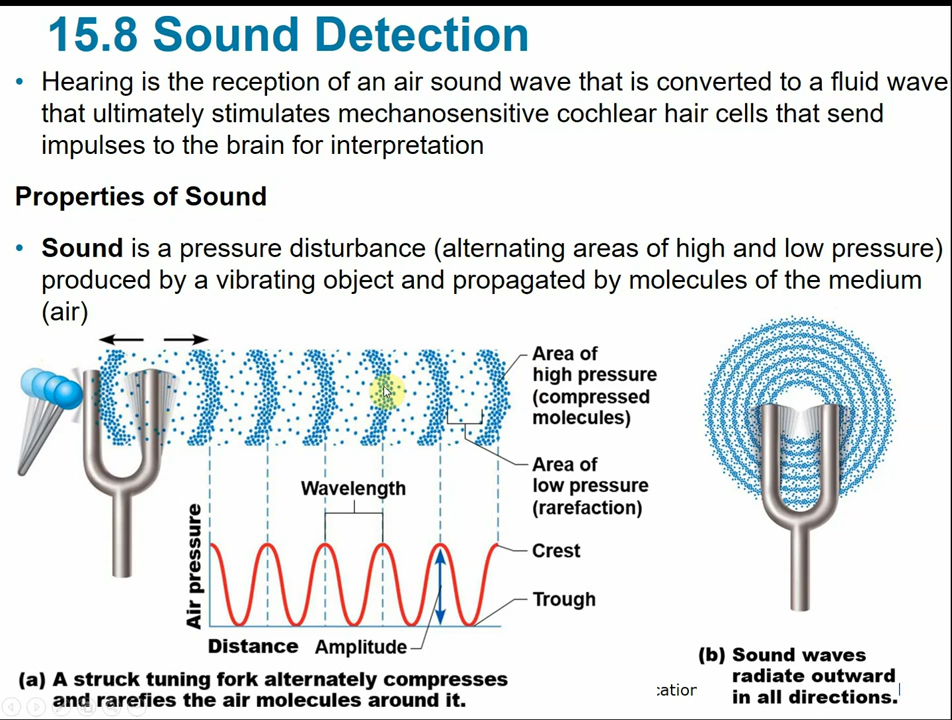 15.8 Sound Detection
• Hearing is the reception of an air sound wave that is converted to a fluid wave
that ultimately stimulates mechanosensitive cochlear hair cells that send
impulses to the brain for interpretation
Properties of Sound
• Sound is a pressure disturbance (alternating areas of high and low pressure)
produced by a vibrating object and propagated by molecules of the medium
(air)
Area of
high pressure
(compressed
molecules)
Area of
low pressure
(rarefaction)
Wavelength
Air pressure
Crest
Trough
Distance
Amplitude
(a) A struck tuning fork alternately compresses
and rarefies the air molecules around it.
(b) Sound waves
radiate outward
in all directions.